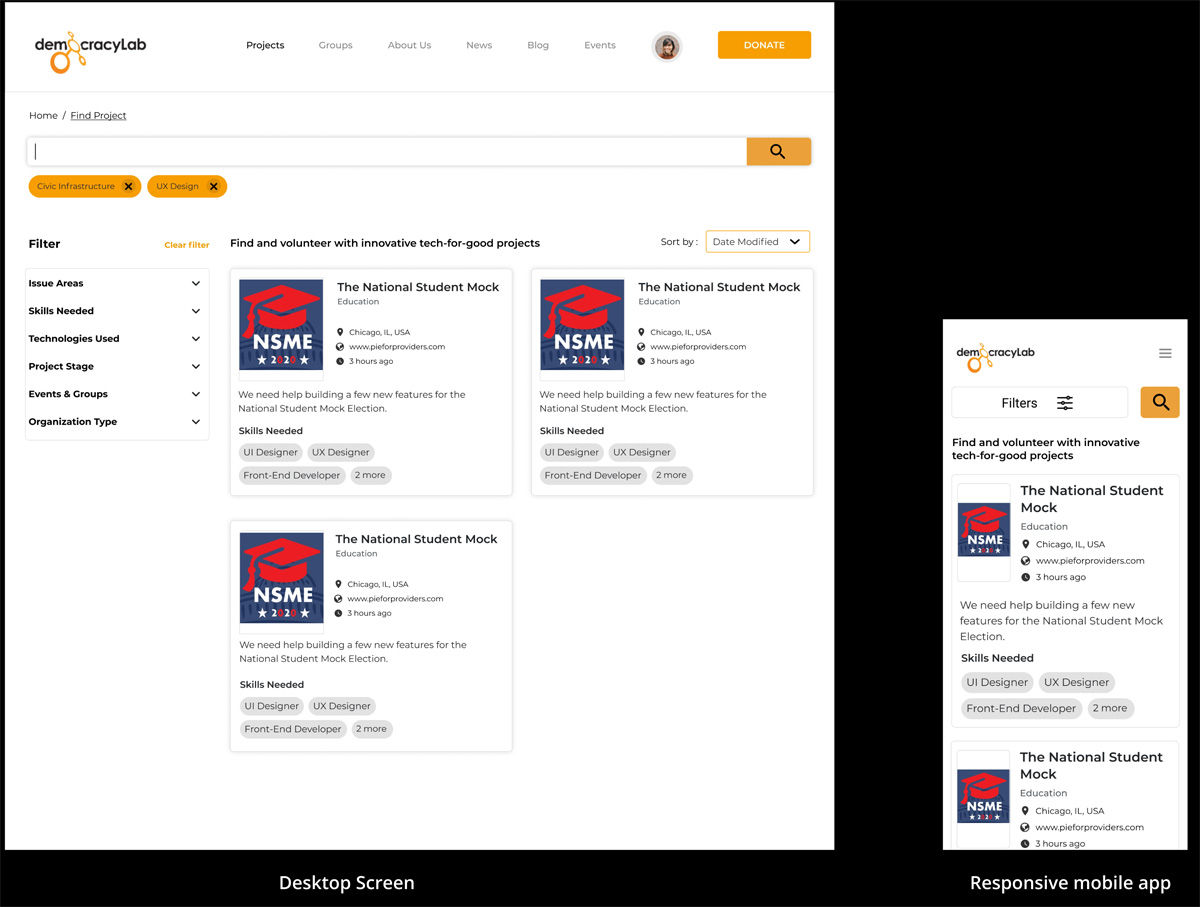 democracyLab
Projects Groups About Us News Blog Events DONATE
Home / Find Project
Civic Infrastructure UX Design
Filter Clear filter
Find and volunteer with innovative tech-for-good projects
Sort by : Date Modified
Issue Areas
Skills Needed
Technologies Used
Project Stage
Events & Groups
Organization Type
NSME
2020
The National Student Mock
Education
Chicago, IL, USA
www.pieforproviders.com
3 hours ago
We need help building a few new features for the
National Student Mock Election.
Skills Needed
UI Designer UX Designer
Front-End Developer 2 more
NSME
2020
The National Student Mock
Education
Chicago, IL, USA
www.pieforproviders.com
3 hours ago
We need help building a few new features for the
National Student Mock Election.
Skills Needed
UI Designer UX Designer
Front-End Developer 2 more
NSME
2020
The National Student Mock
Education
Chicago, IL, USA
www.pieforproviders.com
3 hours ago
We need help building a few new features for the
National Student Mock Election.
Skills Needed
UI Designer UX Designer
Front-End Developer 2 more
Desktop Screen
democracyLab
Filters
Find and volunteer with innovative
tech-for-good projects
NSME
2020
The National Student
Mock
Education
Chicago, IL, USA
www.pieforproviders.com
3 hours ago
We need help building a few new
features for the National Student Mock
Election.
Skills Needed
UI Designer UX Designer
Front-End Developer 2 more
NSME
2020
The National Student
Mock
Education
Chicago, IL, USA
www.pieforproviders.com
3 hours ago
Responsive mobile app